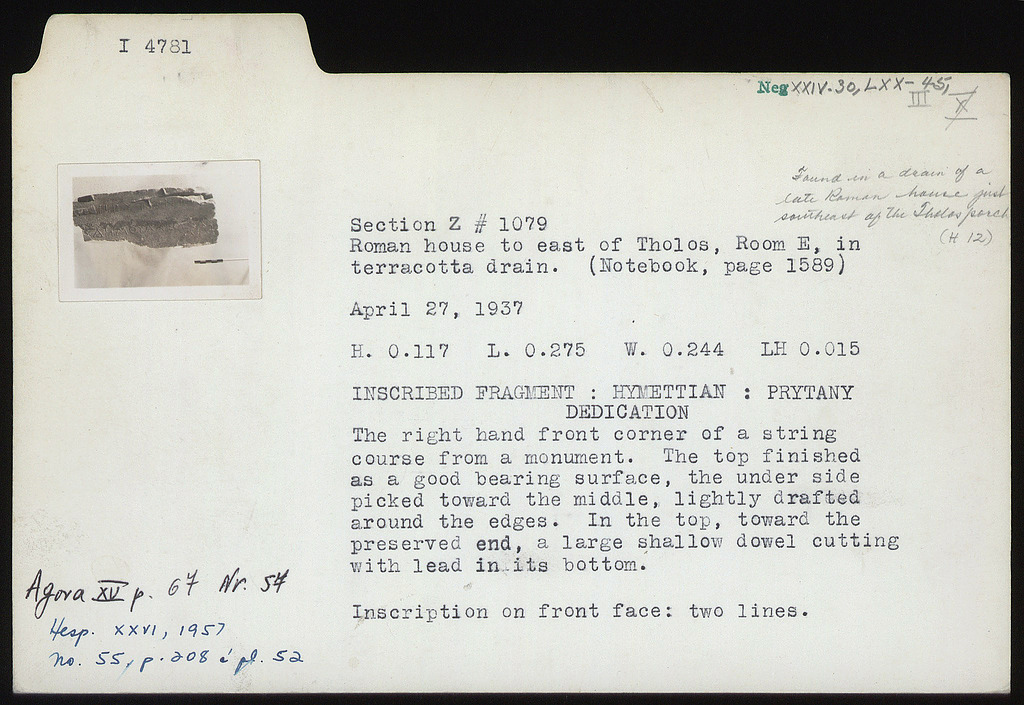 I 4781
Neg XXIV-30, LXX-45,
III X
Found in a drain of a
late Roman house just
southeast of the Tholos porch
(H 12)
Section Z # 1079
Roman house to east of Tholos, Room E, in
terracotta drain. (Notebook, page 1589)
April 27, 1937
H. 0.117 L. 0.275 W. 0.244 LH 0.015
INSCRIBED FRAGMENT : HYMETTIAN : PRYTANY
DEDICATION
The right hand front corner of a string
course from a monument. The top finished
as a good bearing surface, the under side
picked toward the middle, lightly drafted
around the edges. In the top, toward the
preserved end, a large shallow dowel cutting
with lead in its bottom.
Inscription on front face: two lines.
Agora XV p. 67 Nr. 57
Hesp. XXVI, 1957
no. 55, p. 208 & pl. 52